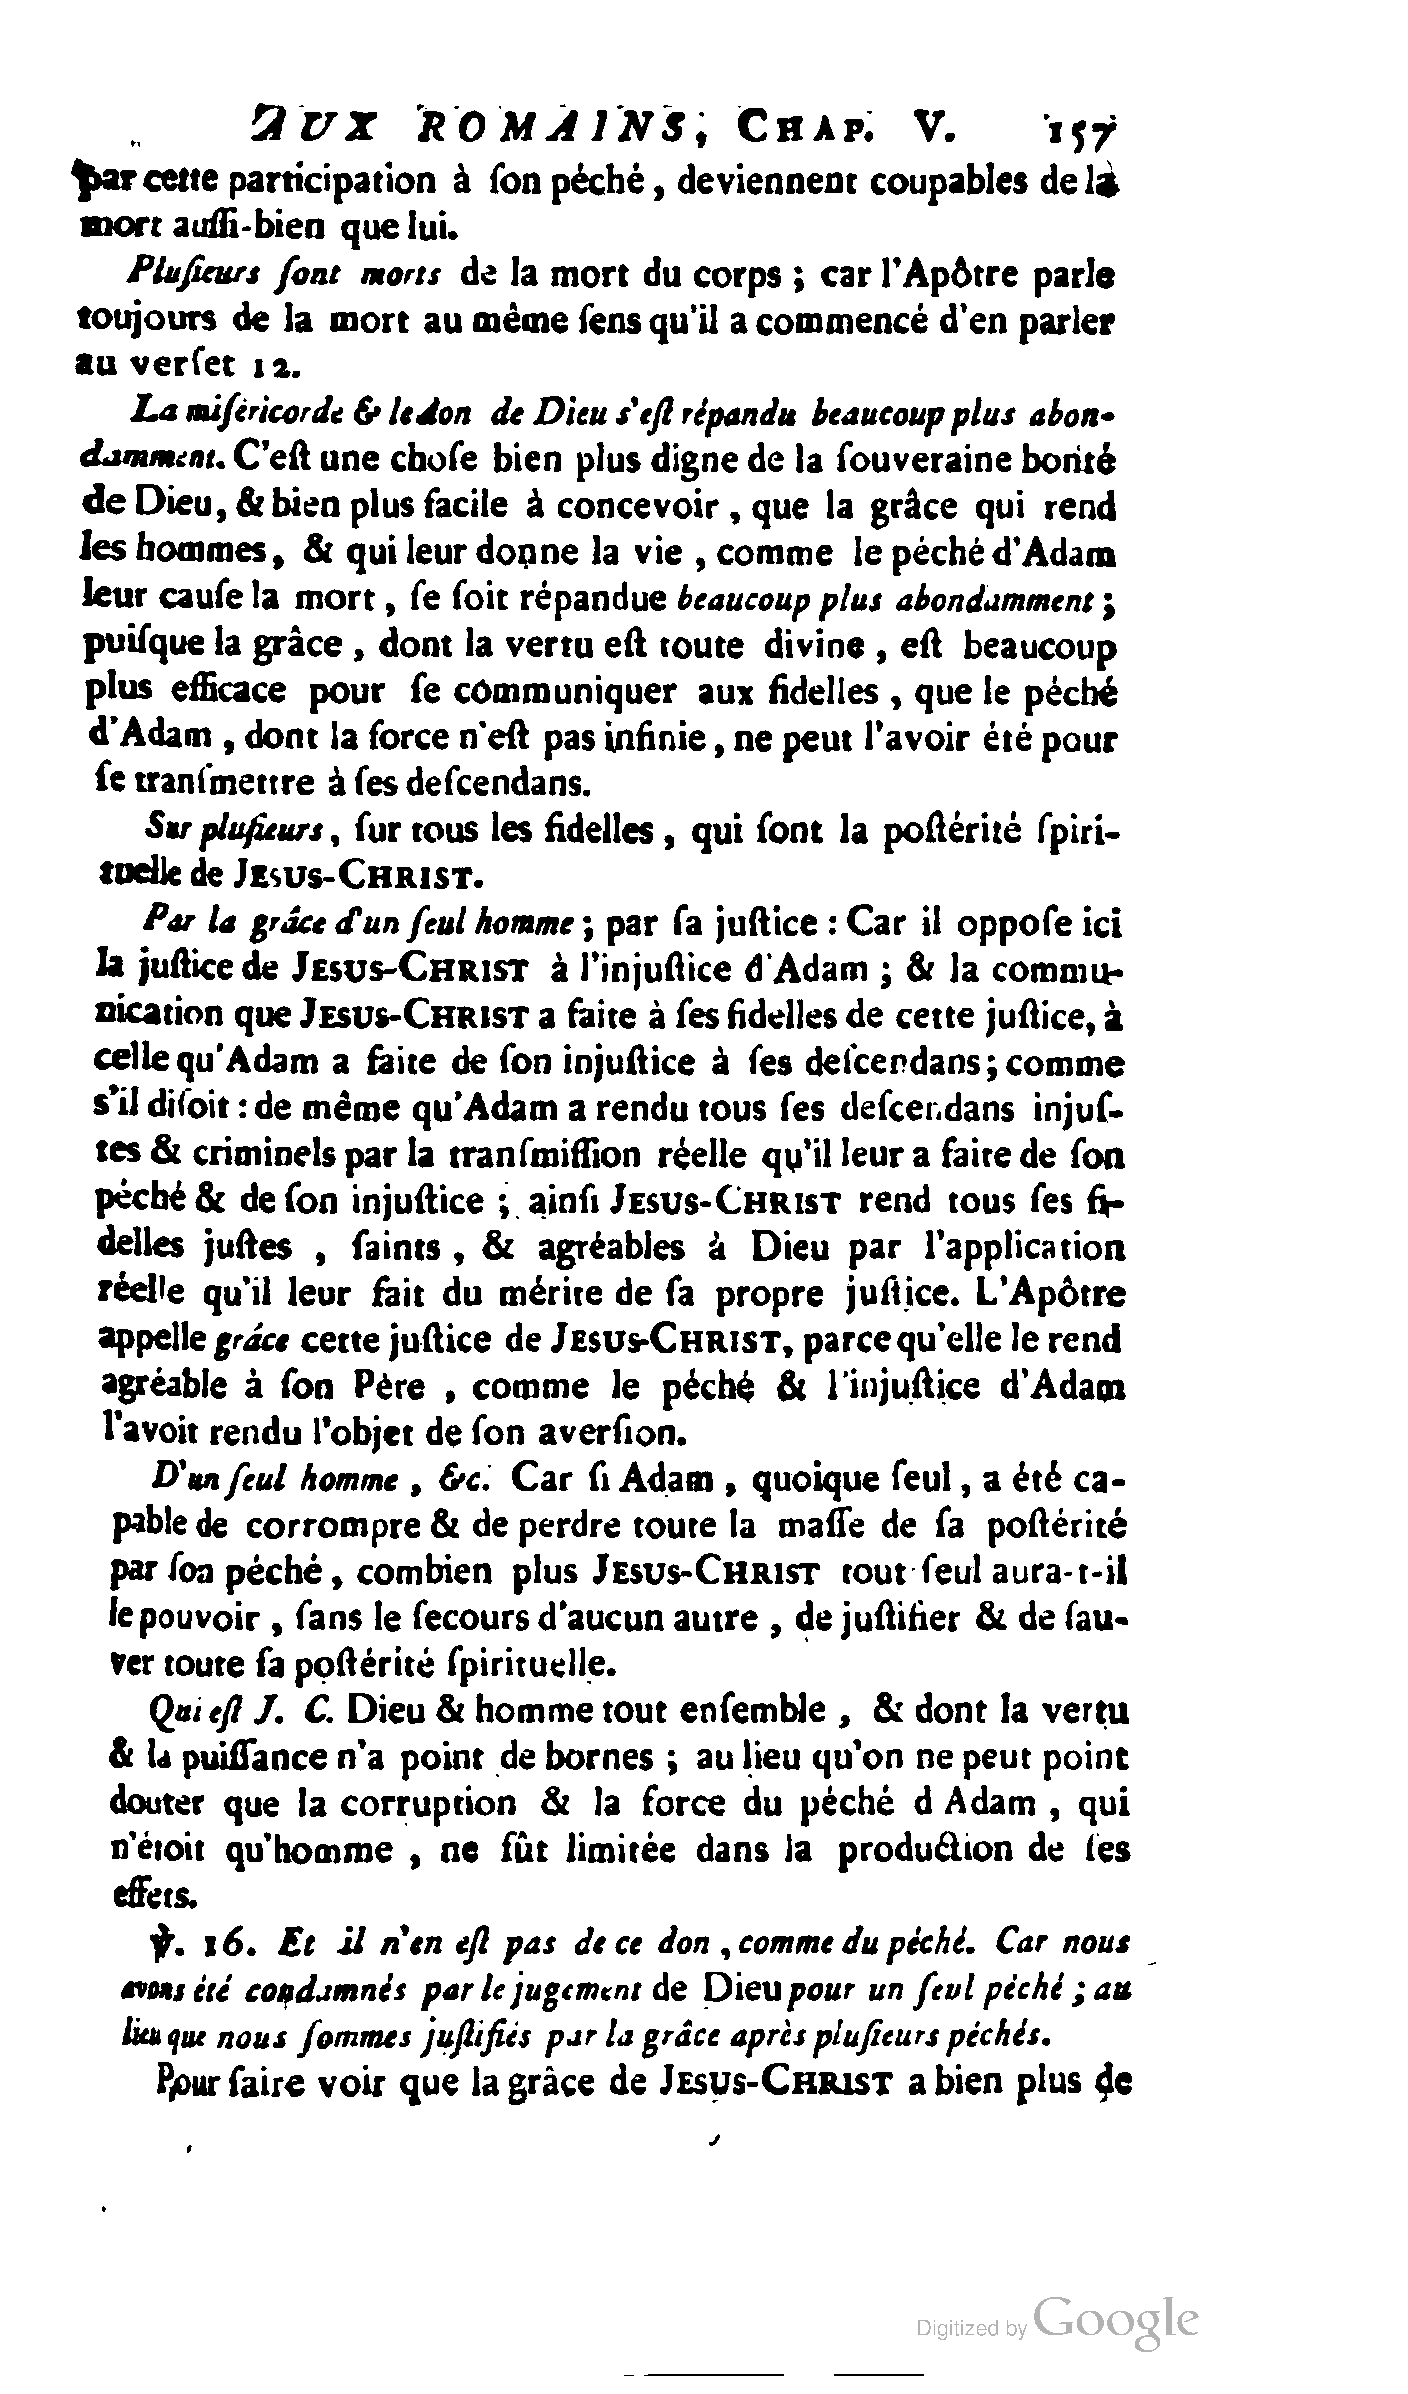 AUX ROMAINS, CHAP. V. 157
par cette participation à ſon péché, deviennent coupables de la
mort auſſi-bien que lui.
Pluſieurs ſont morts de la mort du corps ; car l'Apôtre parle
toujours de la mort au même ſens qu'il a commencé d'en parler
au verſet 12.
La miſéricorde & le don de Dieu s'eſt répandu beaucoup plus abon-
damment. C'eſt une choſe bien plus digne de la ſouveraine bonté
de Dieu, & bien plus facile à concevoir, que la grâce qui rend
les hommes, & qui leur donne la vie, comme le péché d'Adam
leur cauſe la mort, ſe ſoit répandue beaucoup plus abondamment ;
puiſque la grâce, dont la vertu eſt toute divine, eſt beaucoup
plus efficace pour ſe communiquer aux fidelles, que le péché
d'Adam, dont la force n'eſt pas infinie, ne peut l'avoir été pour
ſe tranſmettre à ſes deſcendans.
Sur pluſieurs, ſur tous les fidelles, qui ſont la poſtérité ſpiri-
tuelle de JESUS-CHRIST.
Par la grâce d'un ſeul homme ; par ſa juſtice : Car il oppoſe ici
la juſtice de JESUS-CHRIST à l'injuſtice d'Adam ; & la commu-
nication que JESUS-CHRIST a faite à ſes fidelles de cette juſtice, à
celle qu'Adam a faite de ſon injuſtice à ſes deſcendans ; comme
s'il diſoit : de même qu'Adam a rendu tous ſes deſcendans injuſ-
tes & criminels par la tranſmiſſion réelle qu'il leur a faite de ſon
péché & de ſon injuſtice ; ainſi JESUS-CHRIST rend tous ſes fi-
delles juſtes, ſaints, & agréables à Dieu par l'application
réelle qu'il leur fait du mérite de ſa propre juſtice. L'Apôtre
appelle grâce cette juſtice de JESUS-CHRIST, parce qu'elle le rend
agréable à ſon Père, comme le péché & l'injuſtice d'Adam
l'avoit rendu l'objet de ſon averſion.
D'un ſeul homme, &c. Car ſi Adam, quoique ſeul, a été ca-
pable de corrompre & de perdre toute la maſſe de ſa poſtérité
par ſon péché, combien plus JESUS-CHRIST tout ſeul aura-t-il
le pouvoir, ſans le ſecours d'aucun autre, de juſtifier & de ſau-
ver toute ſa poſtérité ſpirituelle.
Qui eſt J. C. Dieu & homme tout enſemble, & dont la vertu
& la puiſſance n'a point de bornes ; au lieu qu'on ne peut point
douter que la corruption & la force du péché d Adam, qui
n'étoit qu'homme, ne fût limitée dans la production de ſes
effets.
℣. 16. Et il n'en eſt pas de ce don, comme du péché. Car nous
avons été condamnés par le jugement de Dieu pour un ſeul péché ; au
lieu que nous ſommes juſtifiés par la grâce après pluſieurs péchés.
Pour faire voir que la grâce de JESUS-CHRIST a bien plus de
Digitized by Google